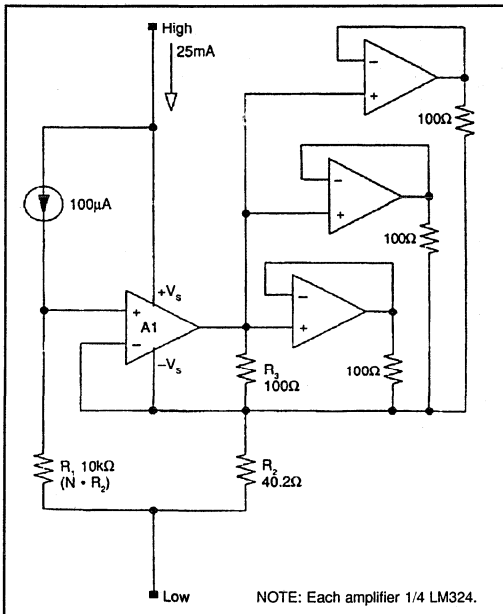 High
25mA
100Ω
100µA
100Ω
+Vs
+
A1
−
−Vs
−
+
−
+
−
+
R3
100Ω
100Ω
R1 10kΩ
(N • R2)
R2
40.2Ω
Low
NOTE: Each amplifier 1/4 LM324.